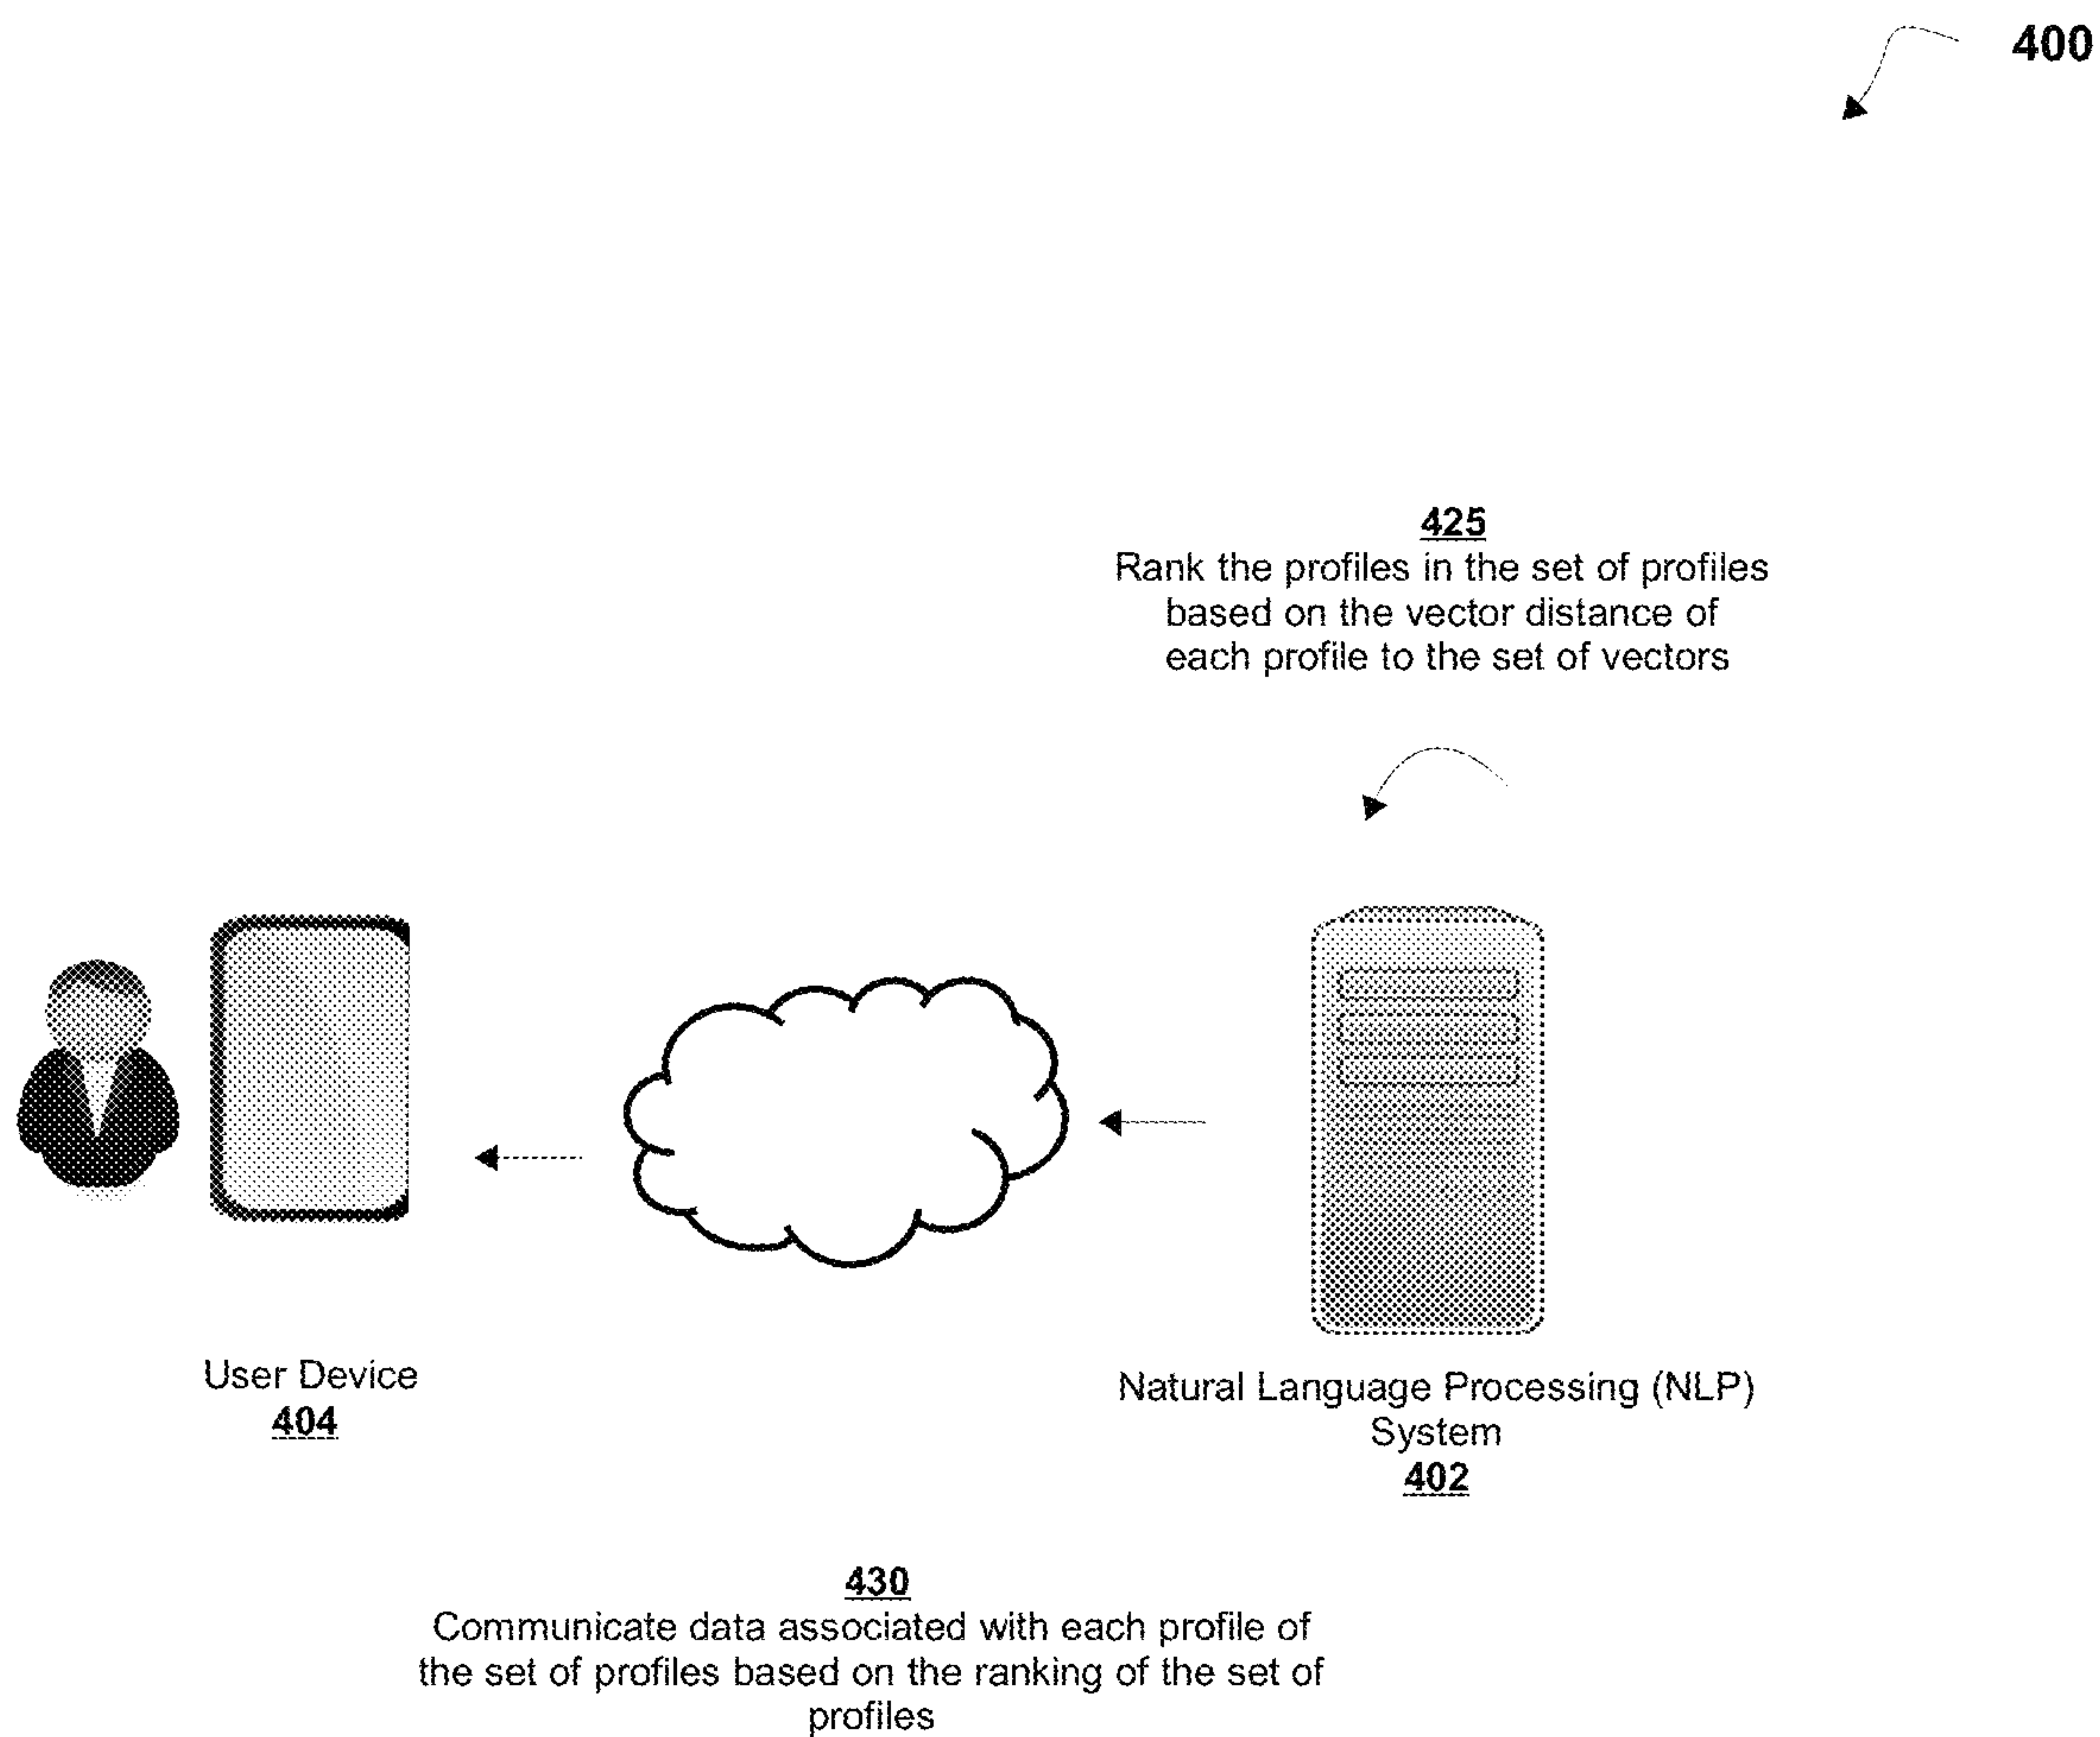 400
425
Rank the profiles in the set of profiles
based on the vector distance of
each profile to the set of vectors
User Device
404
Natural Language Processing (NLP)
System
402
430
Communicate data associated with each profile of
the set of profiles based on the ranking of the set of
profiles